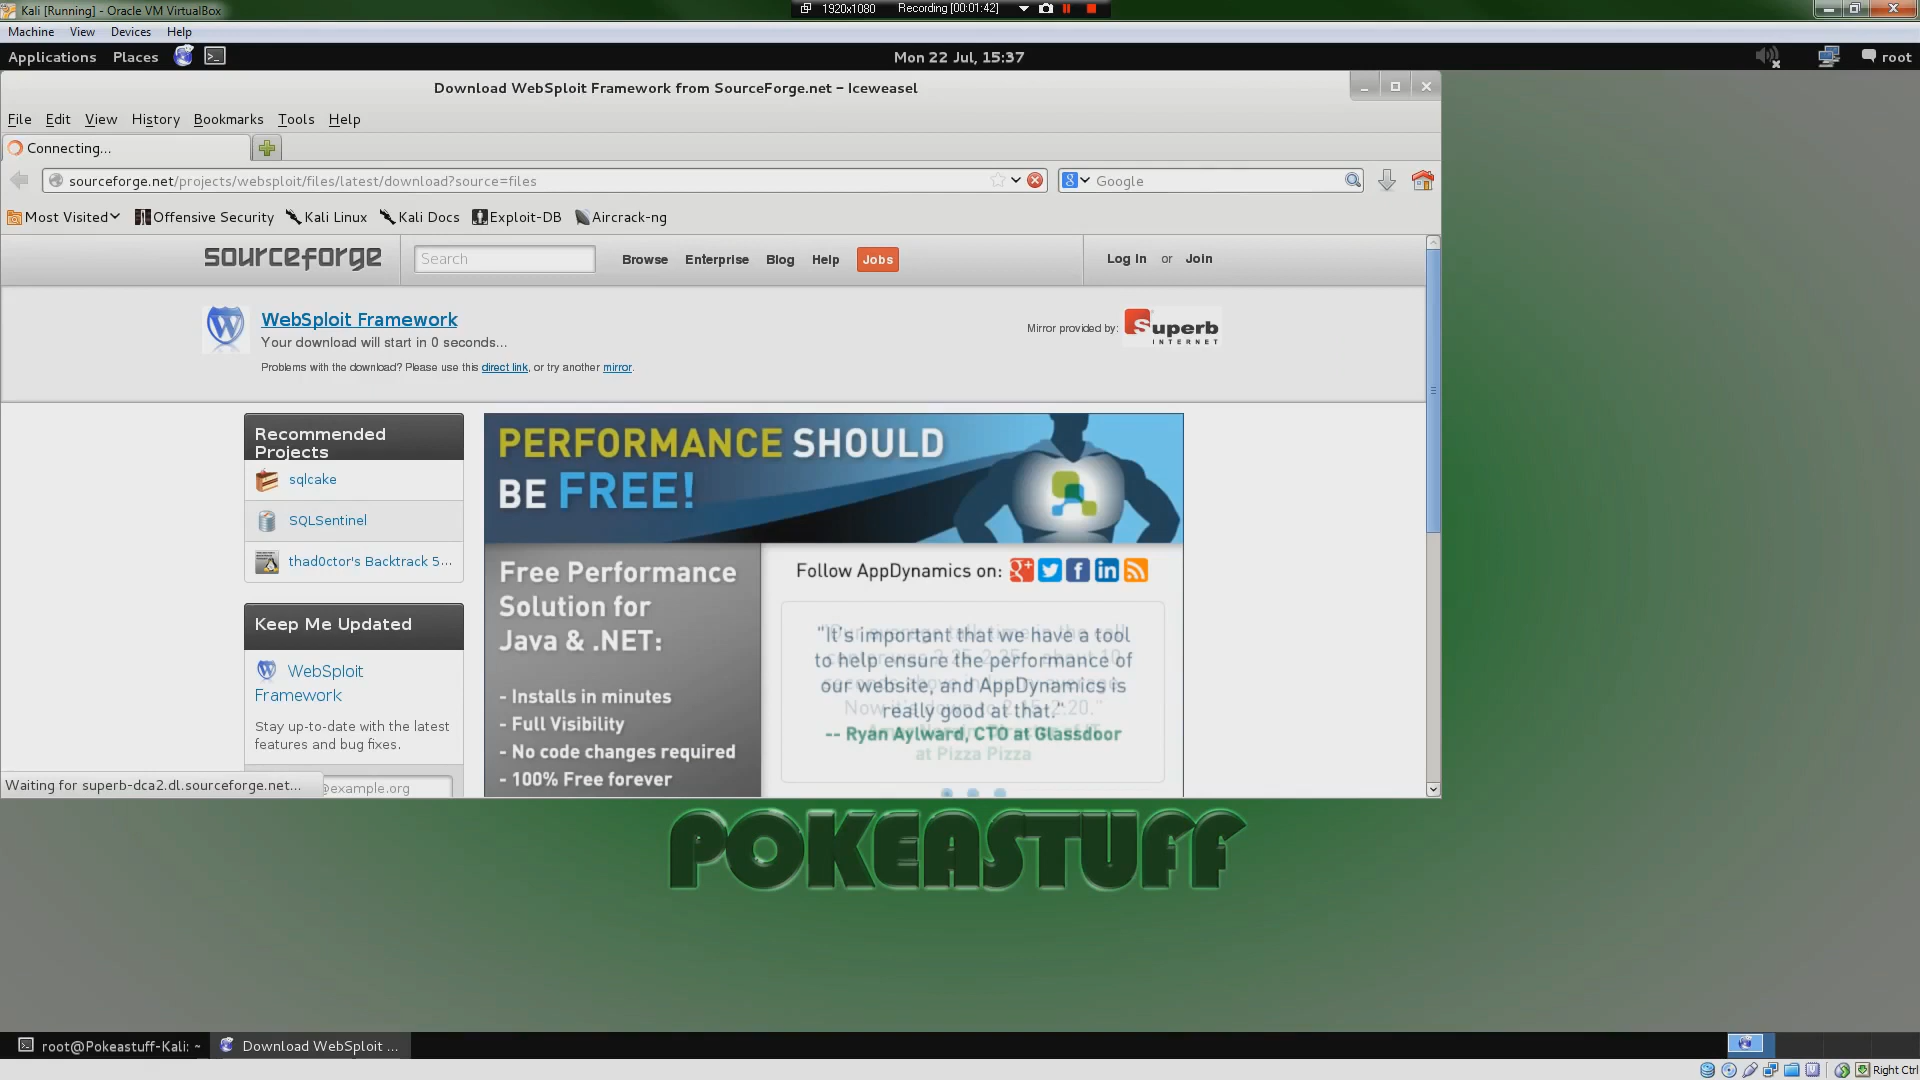 Kali [Running] - Oracle VM VirtualBox
1920x1080
Recording [00:01:42]
Machine View Devices Help
Applications Places
Mon 22 Jul, 15:37
root
Download WebSploit Framework from SourceForge.net - Iceweasel
File Edit View History Bookmarks Tools Help
Connecting...
sourceforge.net/projects/websploit/files/latest/download?source=files
Google
Most Visited Offensive Security Kali Linux Kali Docs Exploit-DB Aircrack-ng
sourceforge
Search
Browse Enterprise Blog Help Jobs
Log In or Join
WebSploit Framework
Your download will start in 0 seconds...
Problems with the download? Please use this direct link, or try another mirror.
Mirror provided by:
Superb
INTERNET
Recommended
Projects
sqlcake
SQLSentinel
thad0ctor's Backtrack 5...
Keep Me Updated
WebSploit
Framework
Stay up-to-date with the latest
features and bug fixes.
@example.org
Waiting for superb-dca2.dl.sourceforge.net...
PERFORMANCE SHOULD
BE FREE!
Free Performance
Solution for
Java & .NET:
- Installs in minutes
- Full Visibility
- No code changes required
- 100% Free forever
Follow AppDynamics on:
"It's important that we have a tool
to help ensure the performance of
our website, and AppDynamics is
really good at that."
-- Ryan Aylward, CTO at Glassdoor
at Pizza Pizza
POKEASTUFF
root@Pokeastuff-Kali: ~
Download WebSploit ...
Right Ctrl